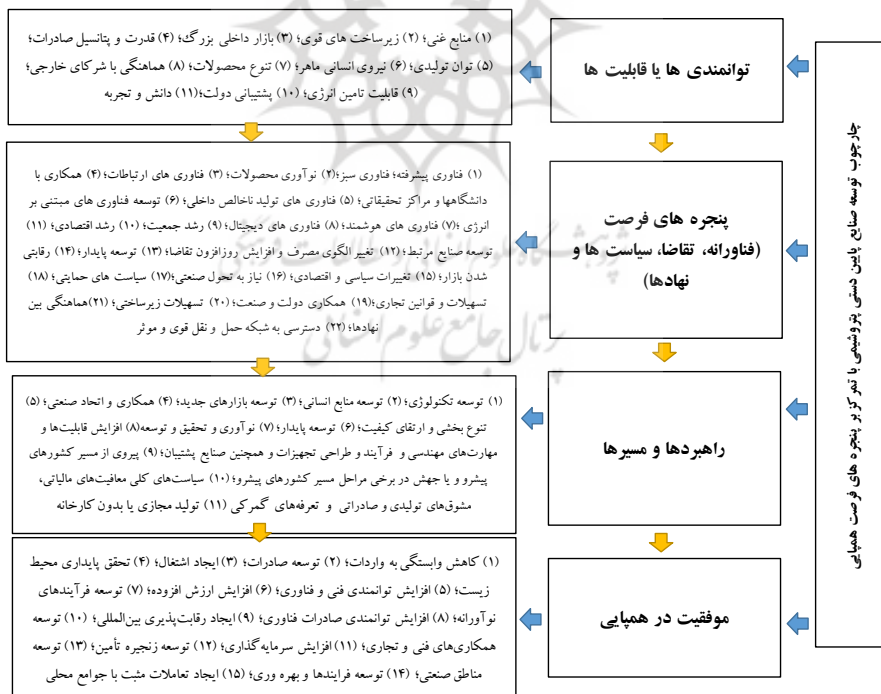 چارچوب توسعه صنایع پایین دستی پتروشیمی با تمرکز بر پنجره های فرصت همپایی
توانمندی ها یا قابلیت ها
(۱) منابع غنی؛ (۲) زیرساخت های قوی؛ (۳) بازار داخلی بزرگ؛ (۴) قدرت و پتانسیل صادرات؛
(۵) توان تولیدی؛ (۶) نیروی انسانی ماهر؛ (۷) تنوع محصولات؛ (۸) هماهنگی با شرکای خارجی؛
(۹) قابلیت تامین انرژی؛ (۱۰) پشتیبانی دولت؛(۱۱) دانش و تجربه
پنجره های فرصت
(فناورانه، تقاضا، سیاست ها و
نهادها)
(۱) فناوری پیشرفته؛ فناوری سبز؛(۲) نوآوری محصولات؛ (۳) فناوری های ارتباطات؛ (۴) همکاری با
دانشگاهها و مراکز تحقیقاتی؛ (۵) فناوری های تولید ناخالص داخلی؛ (۶) توسعه فناوری های مبتنی بر
انرژی ؛(۷) فناوری های هوشمند؛ (۸) فناوری های دیجیتال؛ (۹) رشد جمعیت؛ (۱۰) رشد اقتصادی؛ (۱۱)
توسعه صنایع مرتبط؛ (۱۲) تغییر الگوی مصرف و افزایش روزافزون تقاضا؛ (۱۳) توسعه پایدار؛ (۱۴) رقابتی
شدن بازار؛ (۱۵) تغییرات سیاسی و اقتصادی؛ (۱۶) نیاز به تحول صنعتی؛(۱۷) سیاست های حمایتی؛ (۱۸)
تسهیلات و قوانین تجاری؛(۱۹) همکاری دولت و صنعت؛ (۲۰) تسهیلات زیرساختی؛ (۲۱)هماهنگی بین
نهادها؛ (۲۲) دسترسی به شبکه حمل و نقل قوی و موثر
پژوهشگاه علوم انسانی و مطالعات فرهنگی
رتال جامع علوم انسانی
راهبردها و مسیرها
(۱) توسعه تکنولوژی؛ (۲) توسعه منابع انسانی؛ (۳) توسعه بازارهای جدید؛ (۴) همکاری و اتحاد صنعتی؛ (۵)
تنوع بخشی و ارتقای کیفیت؛ (۶) توسعه پایدار؛ (۷) نوآوری و تحقیق و توسعه؛(۸) افزایش قابلیت‌ها و
مهارت‌های مهندسی و فرآیند و طراحی تجهیزات و همچنین صنایع پشتیبان؛ (۹) پیروی از مسیر کشورهای
پیشرو و یا جهش در برخی مراحل مسیر کشورهای پیشرو؛ (۱۰) سیاست‌های کلی معافیت‌های مالیاتی،
مشوق‌های تولیدی و صادراتی و تعرفه‌های گمرکی (۱۱) تولید مجازی یا بدون کارخانه
موفقیت در همپایی
(۱) کاهش وابستگی به واردات؛ (۲) توسعه صادرات؛ (۳) ایجاد اشتغال؛ (۴) تحقق پایداری محیط
زیست؛ (۵) افزایش توانمندی فنی و فناوری؛ (۶) افزایش ارزش افزوده؛ (۷) توسعه فرآیندهای
نوآورانه؛ (۸) افزایش توانمندی صادرات فناوری؛ (۹) ایجاد رقابت‌پذیری بین‌المللی؛ (۱۰) توسعه
همکاری‌های فنی و تجاری؛ (۱۱) افزایش سرمایه گذاری؛ (۱۲) توسعه زنجیره تأمین؛ (۱۳) توسعه
مناطق صنعتی؛ (۱۴) توسعه فرایندها و بهره وری؛ (۱۵) ایجاد تعاملات مثبت با جوامع محلی